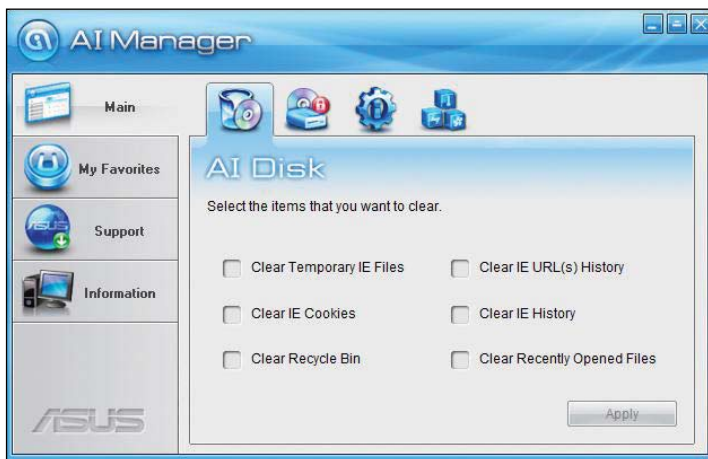 AI Manager
Main
My Favorites
Support
Information
ASUS
AI Disk
Select the items that you want to clear.
Clear Temporary IE Files
Clear IE URL(s) History
Clear IE Cookies
Clear IE History
Clear Recycle Bin
Clear Recently Opened Files
Apply
ASUS